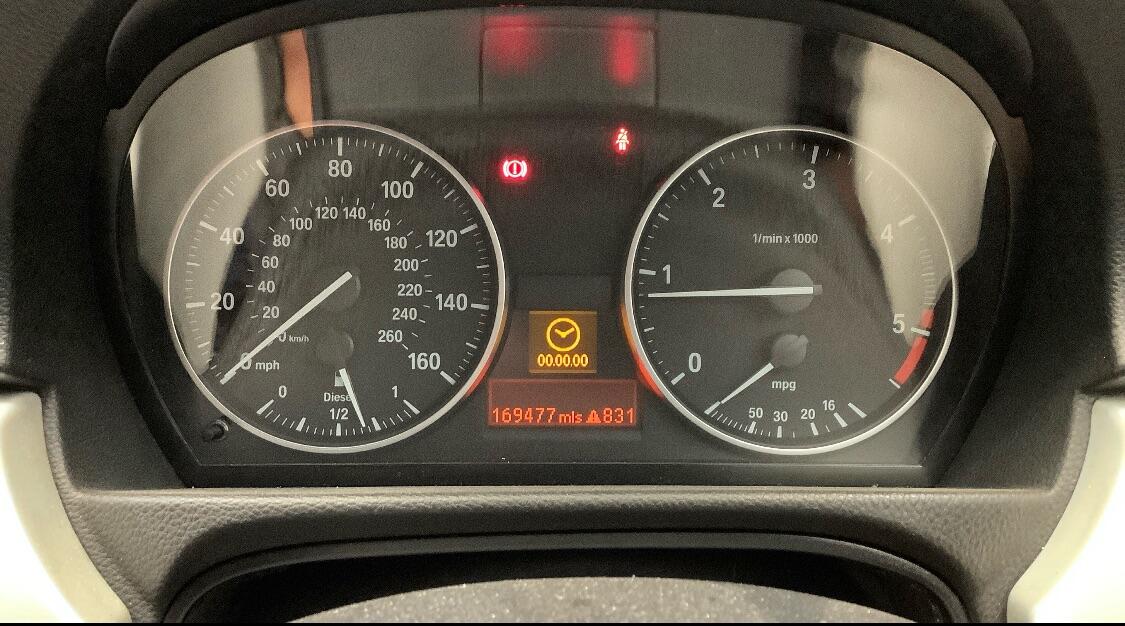 20 40 60 80 100 120 140 160
0 mph
20 40 60 80 100 120 140 160 180 200 220 240 260
0 km/h
Diesel
0 1/2 1
00.00.00
169477 mls ⚠831
0 1 2 3 4 5
1/min x 1000
mpg
50 30 20 16